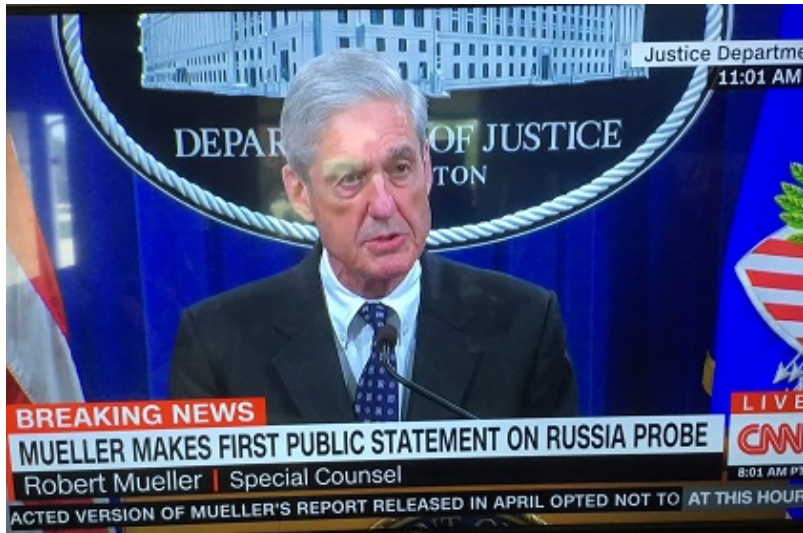 Justice Departme
11:01 AM
DEPAR OF JUSTICE
TON
BREAKING NEWS
LIVE
MUELLER MAKES FIRST PUBLIC STATEMENT ON RUSSIA PROBE
CNN
Robert Mueller | Special Counsel
8:01 AM PT
ACTED VERSION OF MUELLER'S REPORT RELEASED IN APRIL OPTED NOT TO AT THIS HOUR